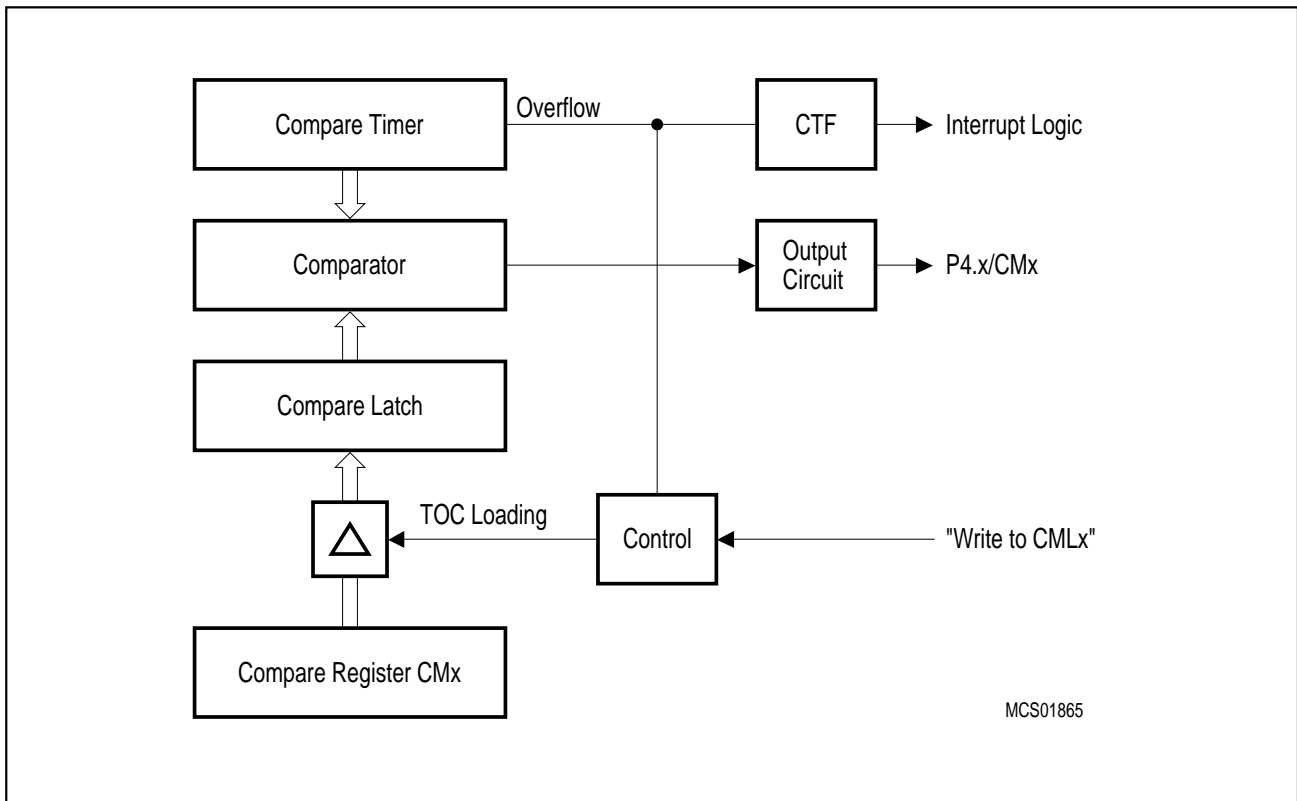 Compare Timer
Overflow
CTF
Interrupt Logic
Comparator
Output
Circuit
P4.x/CMx
Compare Latch
TOC Loading
Control
"Write to CMLx"
Compare Register CMx
MCS01865